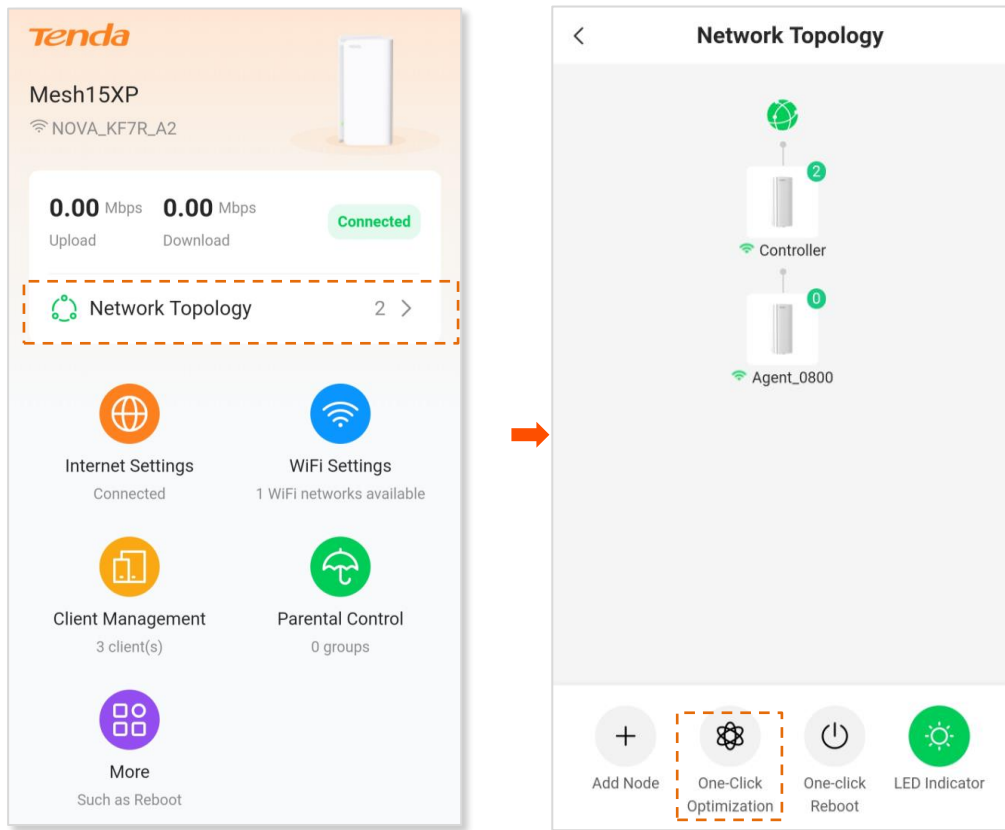 Tenda
Mesh15XP
NOVA_KF7R_A2
0.00 Mbps 0.00 Mbps
Upload Download
Connected
Network Topology 2
Internet Settings
Connected
WiFi Settings
1 WiFi networks available
Client Management
3 client(s)
Parental Control
0 groups
More
Such as Reboot
Network Topology
2
Controller
0
Agent_0800
Add Node
One-Click
Optimization
One-click
Reboot
LED Indicator